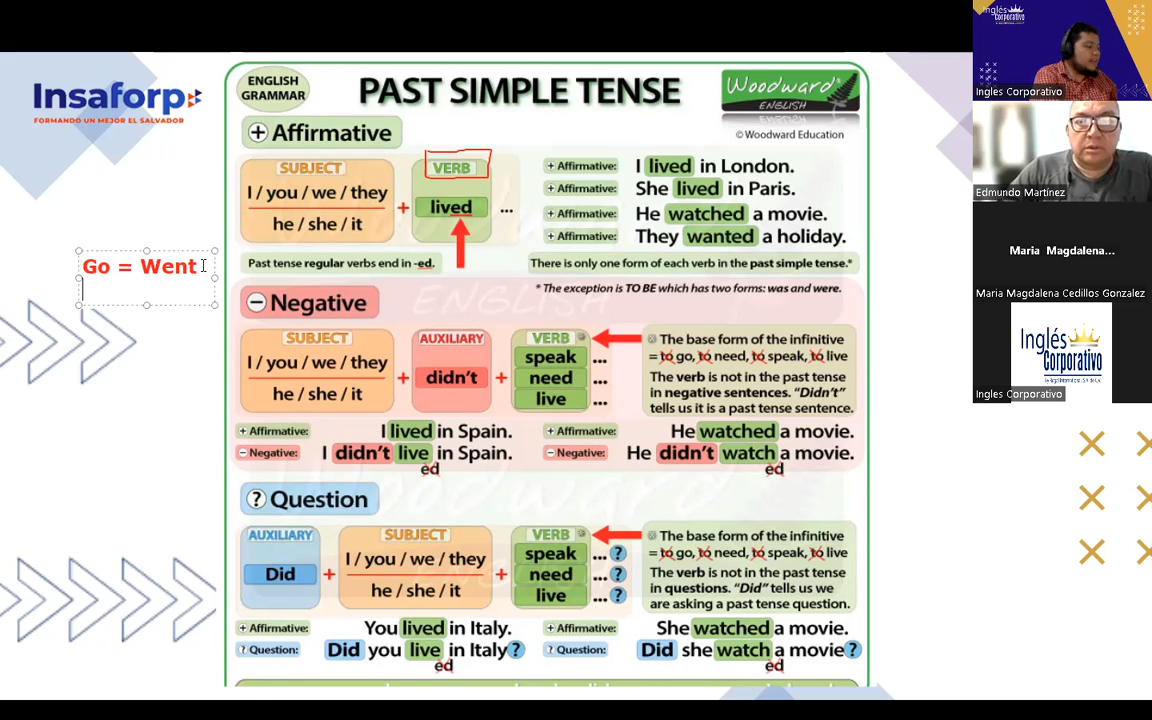 Insaforp
FORMANDO UN MEJOR EL SALVADOR
Go = Went
ENGLISH
GRAMMAR
PAST SIMPLE TENSE
Woodward
ENGLISH
© Woodward Education
+ Affirmative
SUBJECT
I / you / we / they
he / she / it
+
VERB
lived
...
+ Affirmative: I lived in London.
+ Affirmative: She lived in Paris.
+ Affirmative: He watched a movie.
+ Affirmative: They wanted a holiday.
Past tense regular verbs end in -ed.
There is only one form of each verb in the past simple tense.*
* The exception is TO BE which has two forms: was and were.
− Negative
SUBJECT
I / you / we / they
he / she / it
+
AUXILIARY
didn't
+
VERB
speak ...
need ...
live ...
The base form of the infinitive
= to go, to need, to speak, to live
The verb is not in the past tense
in negative sentences. "Didn't"
tells us it is a past tense sentence.
+ Affirmative: I lived in Spain.
− Negative: I didn't live in Spain.
ed
+ Affirmative: He watched a movie.
− Negative: He didn't watch a movie.
ed
? Question
AUXILIARY
Did
+
SUBJECT
I / you / we / they
he / she / it
+
VERB
speak ... ?
need ... ?
live ... ?
The base form of the infinitive
= to go, to need, to speak, to live
The verb is not in the past tense
in questions. "Did" tells us we
are asking a past tense question.
+ Affirmative: You lived in Italy.
? Question: Did you live in Italy?
ed
+ Affirmative: She watched a movie.
? Question: Did she watch a movie?
ed
Inglés
Corporativo
Ingles Corporativo
Edmundo Martínez
Maria Magdalena...
Maria Magdalena Cedillos Gonzalez
Inglés
Corporativo
Ingles Corporativo